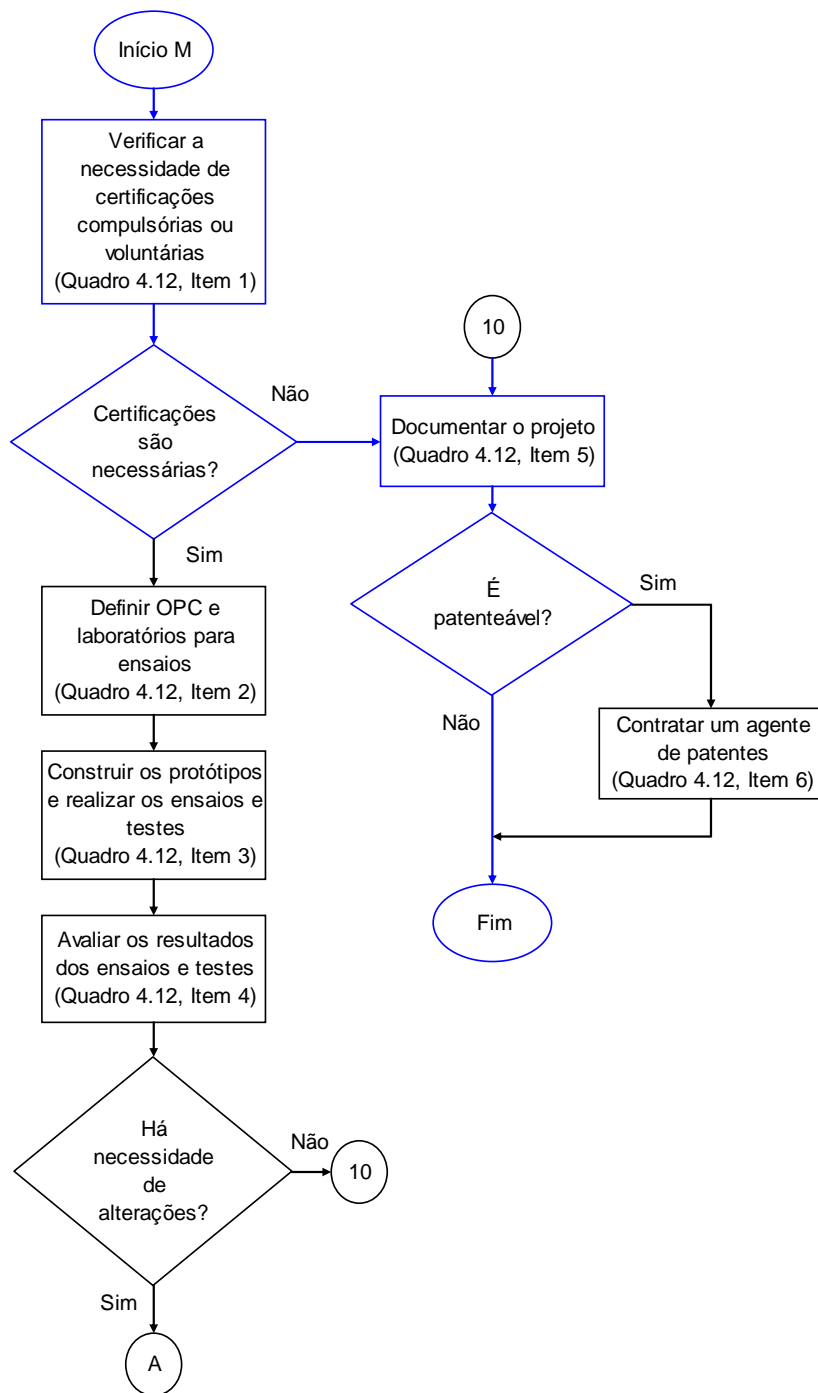 Início M
Verificar a
necessidade de
certificações
compulsórias ou
voluntárias
(Quadro 4.12, Item 1)
Certificações
são
necessárias?
Não
Sim
Definir OPC e
laboratórios para
ensaios
(Quadro 4.12, Item 2)
Construir os protótipos
e realizar os ensaios e
testes
(Quadro 4.12, Item 3)
Avaliar os resultados
dos ensaios e testes
(Quadro 4.12, Item 4)
Há
necessidade
de
alterações?
Não
10
Sim
A
10
Documentar o projeto
(Quadro 4.12, Item 5)
É
patenteável?
Sim
Não
Contratar um agente
de patentes
(Quadro 4.12, Item 6)
Fim